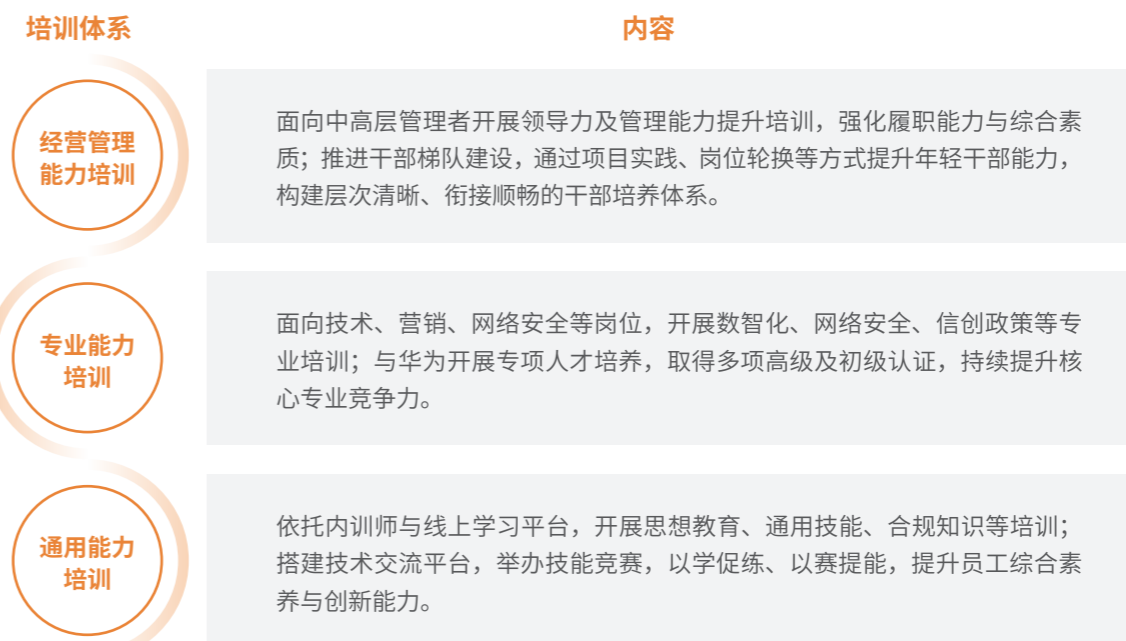 培训体系
内容
经营管理
能力培训
面向中高层管理者开展领导力及管理能力提升培训，强化履职能力与综合素
质；推进干部梯队建设，通过项目实践、岗位轮换等方式提升年轻干部能力，
构建层次清晰、衔接顺畅的干部培养体系。
专业能力
培训
面向技术、营销、网络安全等岗位，开展数智化、网络安全、信创政策等专
业培训；与华为开展专项人才培养，取得多项高级及初级认证，持续提升核
心专业竞争力。
通用能力
培训
依托内训师与线上学习平台，开展思想教育、通用技能、合规知识等培训；
搭建技术交流平台，举办技能竞赛，以学促练、以赛提能，提升员工综合素
养与创新能力。